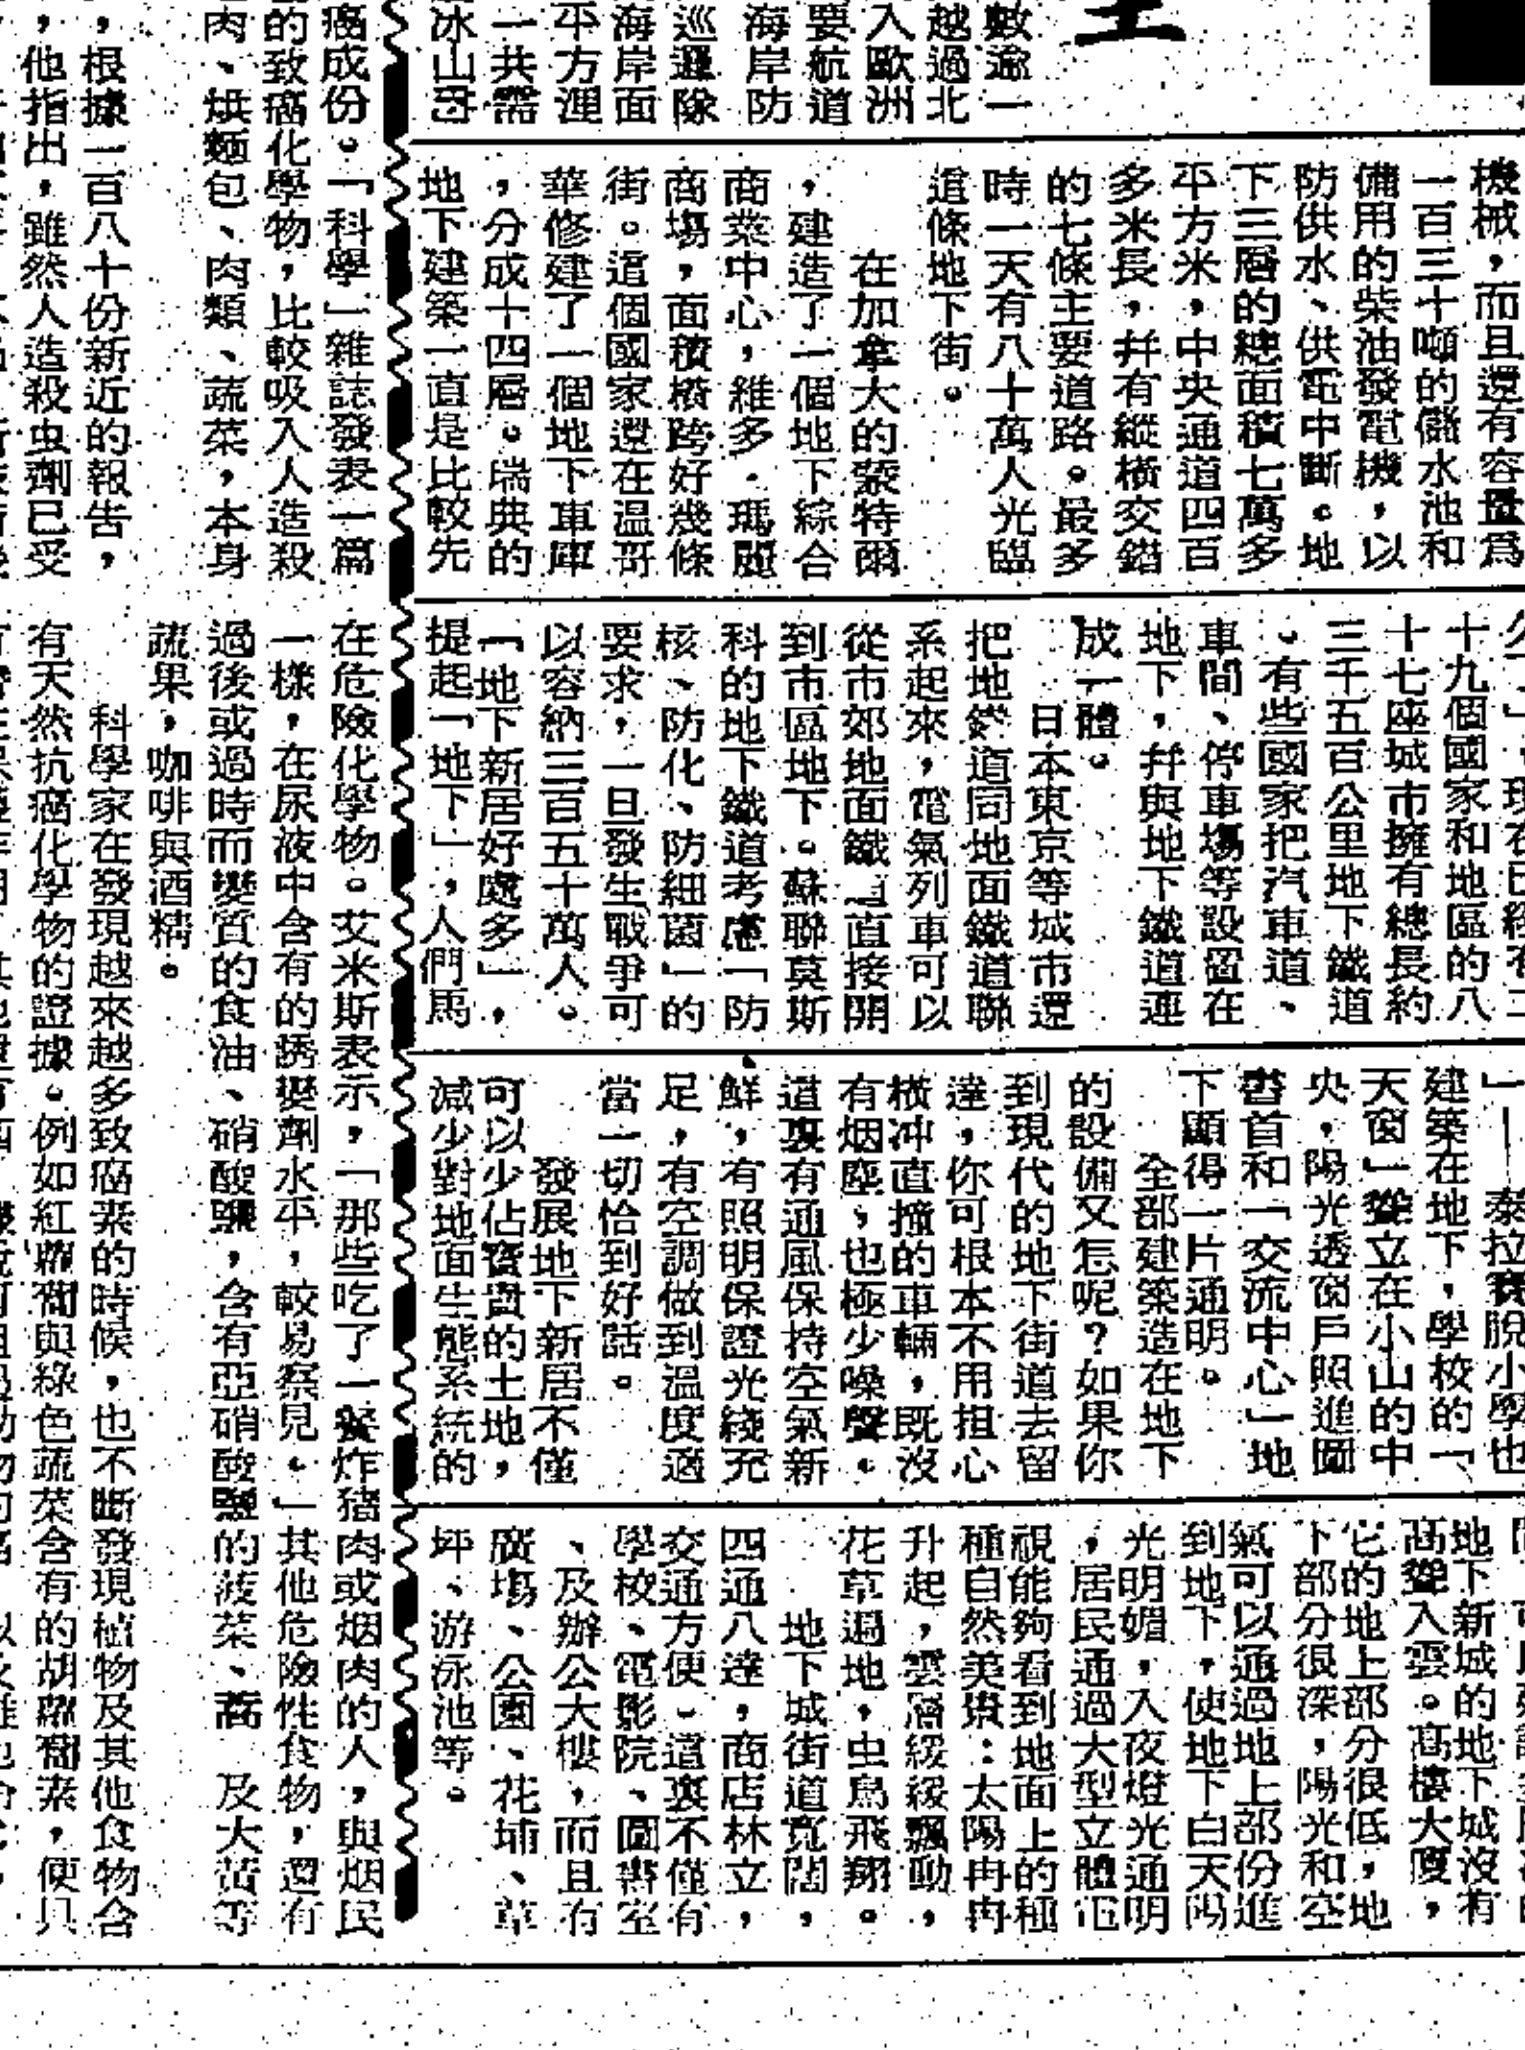 數逾一
越過北
入歐洲
要航道
海岸防
巡邏隊
海岸面
平方浬
一共需
冰山哥
機械，而且還有容量爲
一百三十噸的儲水池和
備用的柴油發電機，以
防供水、供電中斷。地
下三層的總面積七萬多
平方米，中央通道四百
多米長，幷有縱橫交錯
的七條主要道路。最多
時一天有八十萬人光臨
這條地下街。
在加拿大的蒙特爾
，建造了一個地下綜合
商業中心，維多．瑪麗
商場，面積橫跨好幾條
街。這個國家還在溫哥
華修建了一個地下車庫
，分成十四層。瑞典的
地下建築一直是比較先
十九個國家和地區的八
十七座城市擁有總長約
三千五百公里地下鐵道
。有些國家把汽車道、
車間、停車塲等設置在
地下，幷與地下鐵道連
成一體。
日本東京等城市還
把地鐵道同地面鐵道聯
系起來，電氣列車可以
從市郊地面鐵道直接開
到市區地下。蘇聯莫斯
科的地下鐵道考慮「防
核、防化、防細菌」的
要求，一旦發生戰爭可
以容納三百五十萬人。
「地下新居好處多」，
提起「地下」，人們馬
」——泰拉賽脫小學也
建築在地下，學校的「
天窗」聳立在小山的中
央，陽光透窗戶照進圖
書首和「交流中心」地
下顯得一片通明。
全部建築造在地下
的設備又怎呢？如果你
到現代的地下街道去留
達，你可根本不用担心
橫冲直撞的車輛，既沒
有烟塵，也極少噪聲。
這裏有通風保持空氣新
鮮，有照明保證光綫充
足，有空調做到溫度適
當一切恰到好話。
發展地下新居不僅
可以少佔寶貴的土地，
減少對地面生態系統的
地下新城的地下城沒有
高聳入雲。高樓大廈，
它的地上部分很低，地
下部分很深，陽光和空
氣可以通過地上部份進
到地下，使地下白天陽
光明媚，入夜燈光通明
，居民通過大型立體電
視能夠看到地面上的種
種自然美景：太陽冉冉
升起，雲層緩緩飄動，
花草遍地，虫鳥飛翔。
地下城街道寬闊，
四通八達，商店林立，
交通方便。這裏不僅有
學校、電影院、圖書室
、及辦公大樓，而且有
廣塲、公園、花埔、草
坪、游泳池等。
癌成份。「科學」雜誌發表一篇
的致癌化學物，比較吸入人造殺
肉、烘麵包、肉類、蔬菜，本身
，根據一百八十份新近的報告，
，他指出，雖然人造殺虫劑已受
在危險化學物。艾米斯表示，「那些吃了一餐炸猪肉或烟肉的人，與烟民
一樣，在尿液中含有的誘變劑水平，較易察見。」其他危險性食物，還有
過後或過時而變質的食油、硝酸鹽，含有亞硝酸鹽的菠菜、萵　及大黃等
蔬果，咖啡與酒精。
科學家在發現越來越多致癌素的時候，也不斷發現植物及其他食物含
有天然抗癌化學物的證據。例如紅蘿蔔與綠色蔬菜含有的胡蘿蔔素，便具